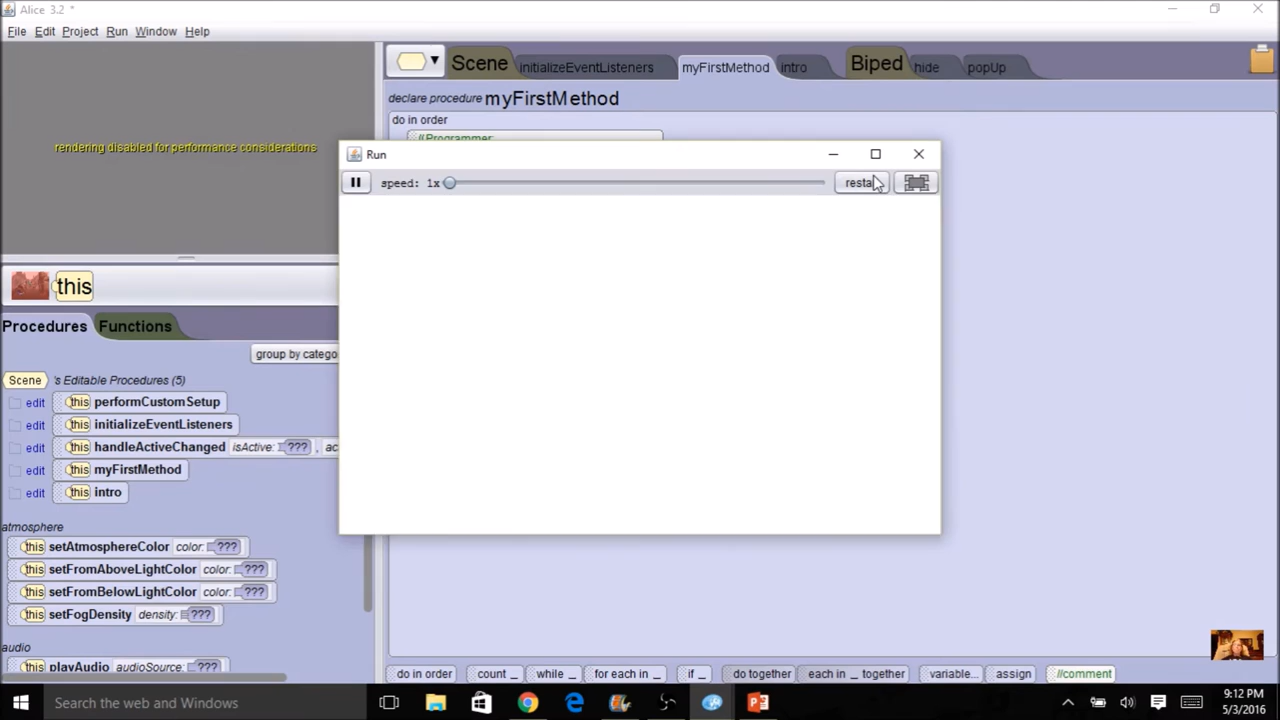 Alice 3.2 *
File Edit Project Run Window Help
rendering disabled for performance considerations
Scene initializeEventListeners myFirstMethod intro Biped hide popUp
declare procedure myFirstMethod
do in order
//Programmer:
Run
speed: 1x
resta
this
Procedures Functions
group by catego
Scene 's Editable Procedures (5)
edit this performCustomSetup
edit this initializeEventListeners
edit this handleActiveChanged isActive: ??? , ac
edit this myFirstMethod
edit this intro
atmosphere
this setAtmosphereColor color: ???
this setFromAboveLightColor color: ???
this setFromBelowLightColor color: ???
this setFogDensity density: ???
audio
this playAudio audioSource: ???
do in order count _ while _ for each in _ if _ do together each in _ together variable... assign //comment
Search the web and Windows
9:12 PM
5/3/2016